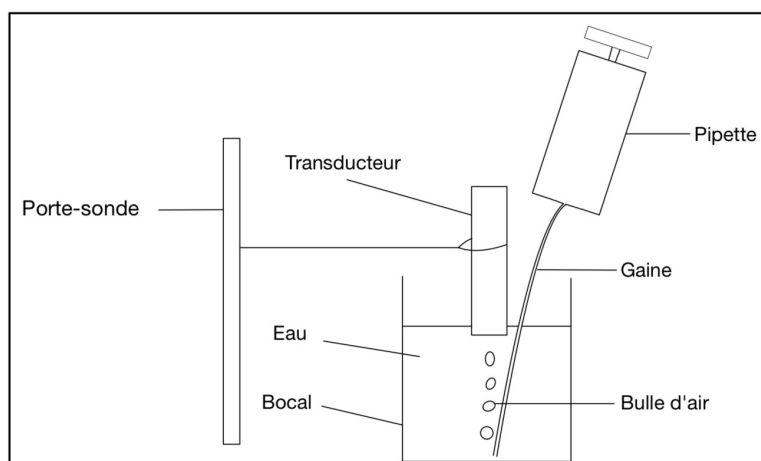 Pipette
Transducteur
Porte-sonde
Gaine
Eau
Bocal
Bulle d'air